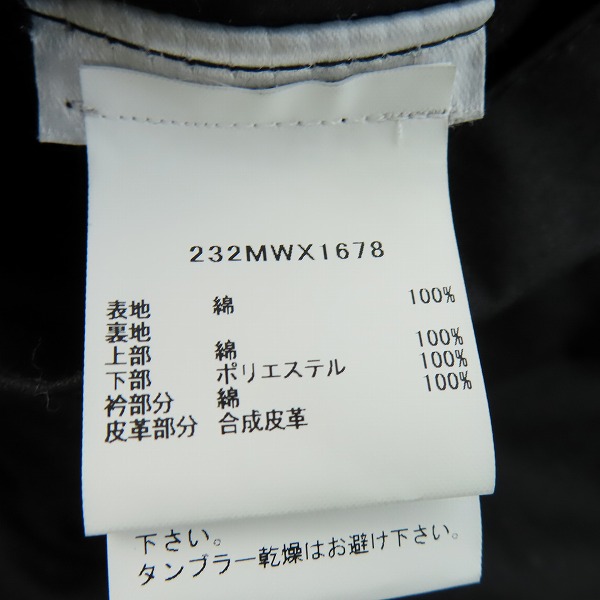 232MWX1678
表地 綿 100%
裏地
上部 綿 100%
下部 ポリエステル 100%
衿部分 綿 100%
皮革部分 合成皮革
下さい。
タンブラー乾燥はお避け下さい。